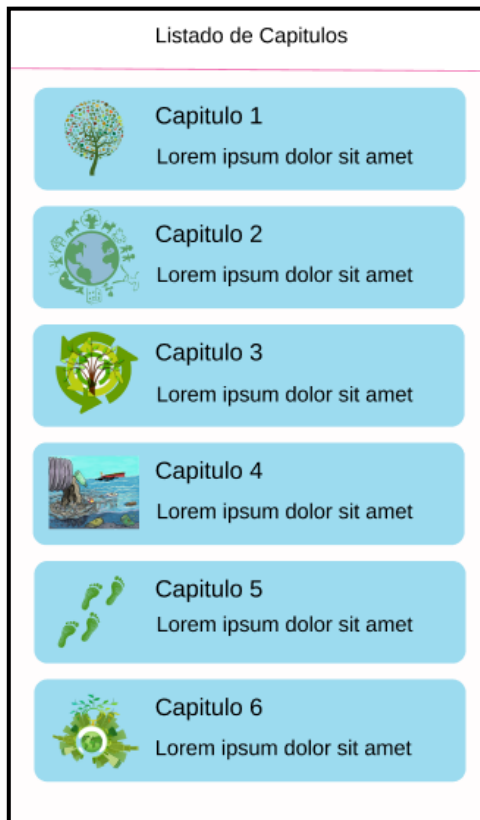 Listado de Capitulos
Capitulo 1
Lorem ipsum dolor sit amet
Capitulo 2
Lorem ipsum dolor sit amet
Capitulo 3
Lorem ipsum dolor sit amet
Capitulo 4
Lorem ipsum dolor sit amet
Capitulo 5
Lorem ipsum dolor sit amet
Capitulo 6
Lorem ipsum dolor sit amet